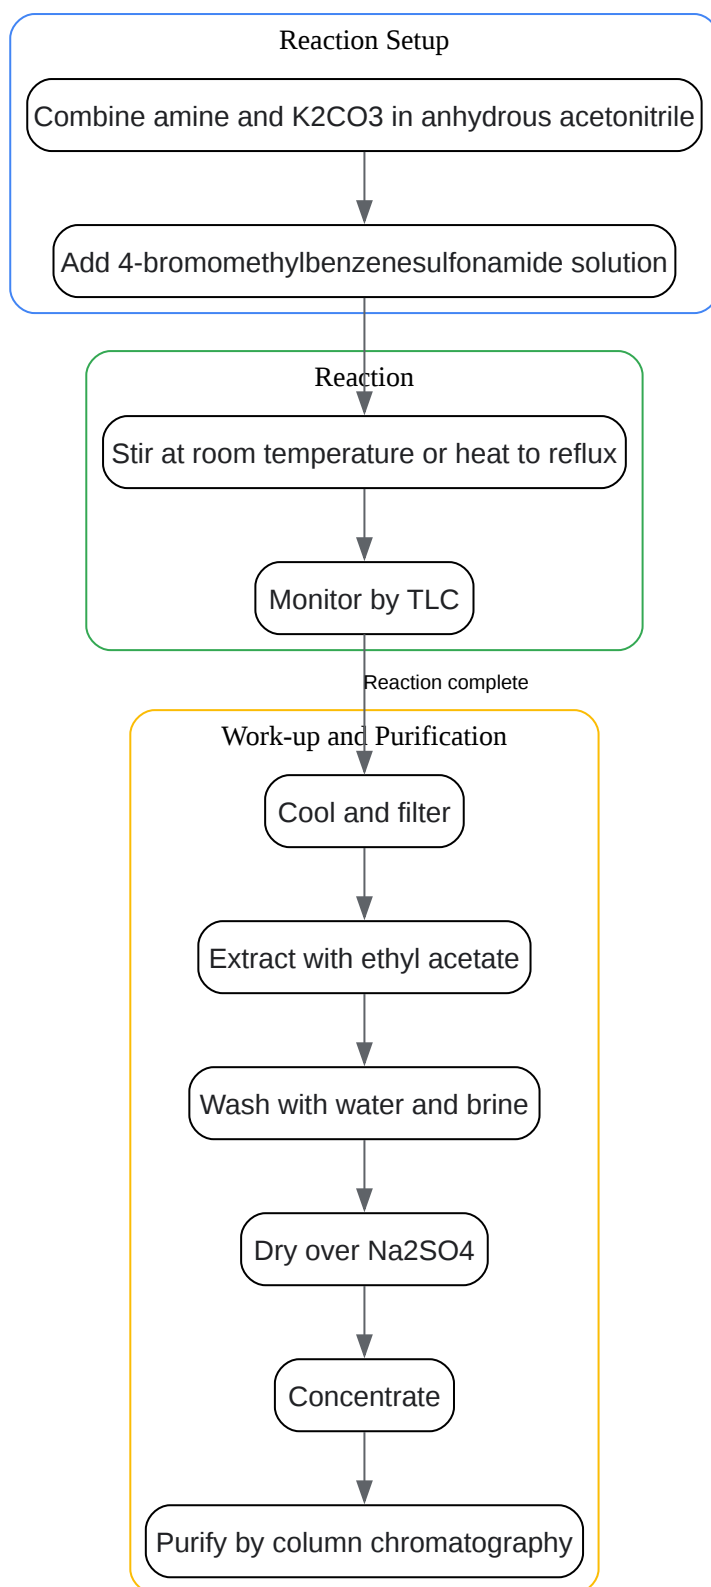 Reaction Setup
Combine amine and K2CO3 in anhydrous acetonitrile
Add 4-bromomethylbenzenesulfonamide solution
Reaction
Stir at room temperature or heat to reflux
Monitor by TLC
Reaction complete
Work-up and Purification
Cool and filter
Extract with ethyl acetate
Wash with water and brine
Dry over Na2SO4
Concentrate
Purify by column chromatography